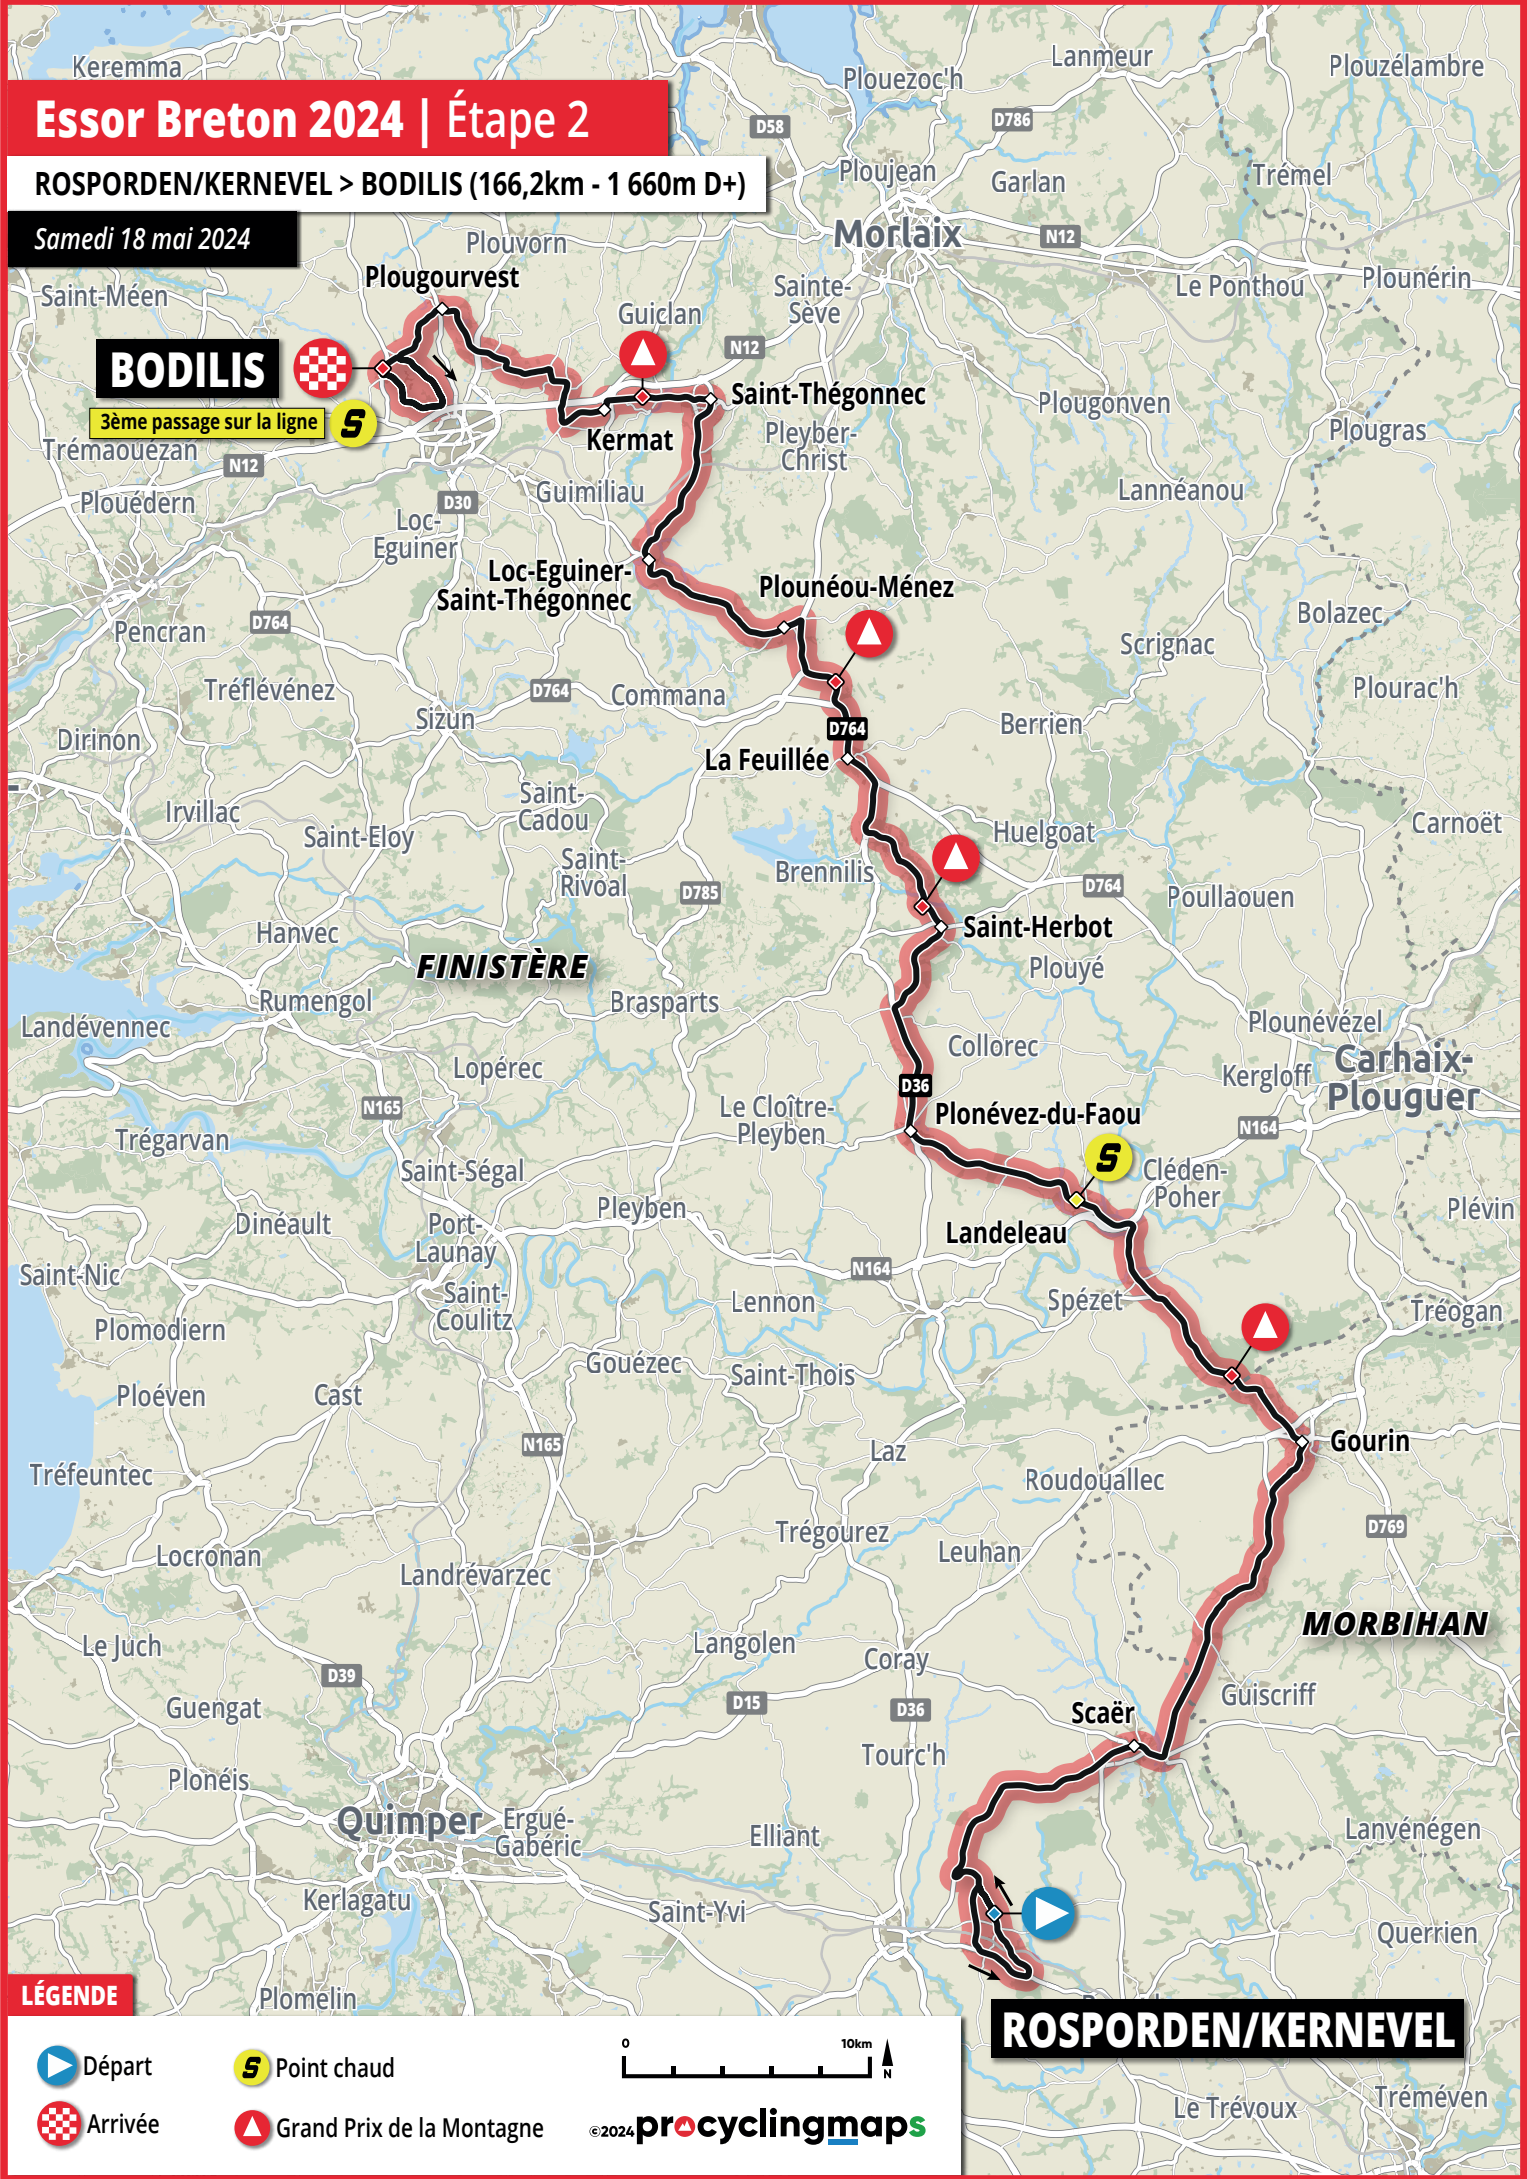 Keremma
Plouezoc'h
Lanmeur
Plouzélambre
Essor Breton 2024 | Étape 2
D58
D786
ROSPORDEN/KERNEVEL > BODILIS (166,2km - 1 660m D+)
Ploujean
Garlan
Trémel
Samedi 18 mai 2024
Plouvorn
Morlaix
N12
Plougourvest
Saint-Méen
Guiclan
Sainte-
Sève
Le Ponthou
Plounérin
N12
BODILIS
Saint-Thégonnec
3ème passage sur la ligne
S
Plougonven
Kermat
Pleyber-
Christ
Plougras
Trémaouézan
N12
Plouédern
D30
Guimiliau
Lannéanou
Loc-
Eguiner
Loc-Eguiner-
Saint-Thégonnec
Plounéou-Ménez
Bolazec
D764
Pencran
Scrignac
Tréflévénez
D764
Commana
Plourac'h
Sizun
Berrien
Dirinon
D764
La Feuillée
Saint-
Cadou
Irvillac
Saint-Eloy
Huelgoat
Carnoët
Saint-
Rivoal
Brennilis
D785
D764
Poullaouen
Hanvec
Saint-Herbot
FINISTÈRE
Plouyé
Rumengol
Brasparts
Landévennec
Plounévézel
Collorec
Carhaix-
Plouguer
Lopérec
Kergloff
D36
N165
Le Cloître-
Pleyben
Plonévez-du-Faou
N164
Trégarvan
S
Saint-Ségal
Cléden-
Poher
Pleyben
Plévin
Dinéault
Port-
Launay
Landeleau
Saint-Nic
N164
Saint-
Coulitz
Lennon
Spézet
Tréogan
Plomodiern
Gouézec
Saint-Thois
Ploéven
Cast
N165
Laz
Gourin
Tréfeuntec
Roudouallec
D769
Trégourez
Locronan
Leuhan
Landrévarzec
MORBIHAN
Le Juch
Langolen
Coray
D39
Guengat
D15
D36
Scaër
Guiscriff
Tourc'h
Plonéis
Quimper
Ergué-
Gabéric
Elliant
Lanvénégen
Kerlagatu
Saint-Yvi
Querrien
LÉGENDE
Plomelin
ROSPORDEN/KERNEVEL
0
10km
N
Départ
S
Point chaud
Arrivée
Grand Prix de la Montagne
©2024 procyclingmaps
Le Trévoux
Tréméven